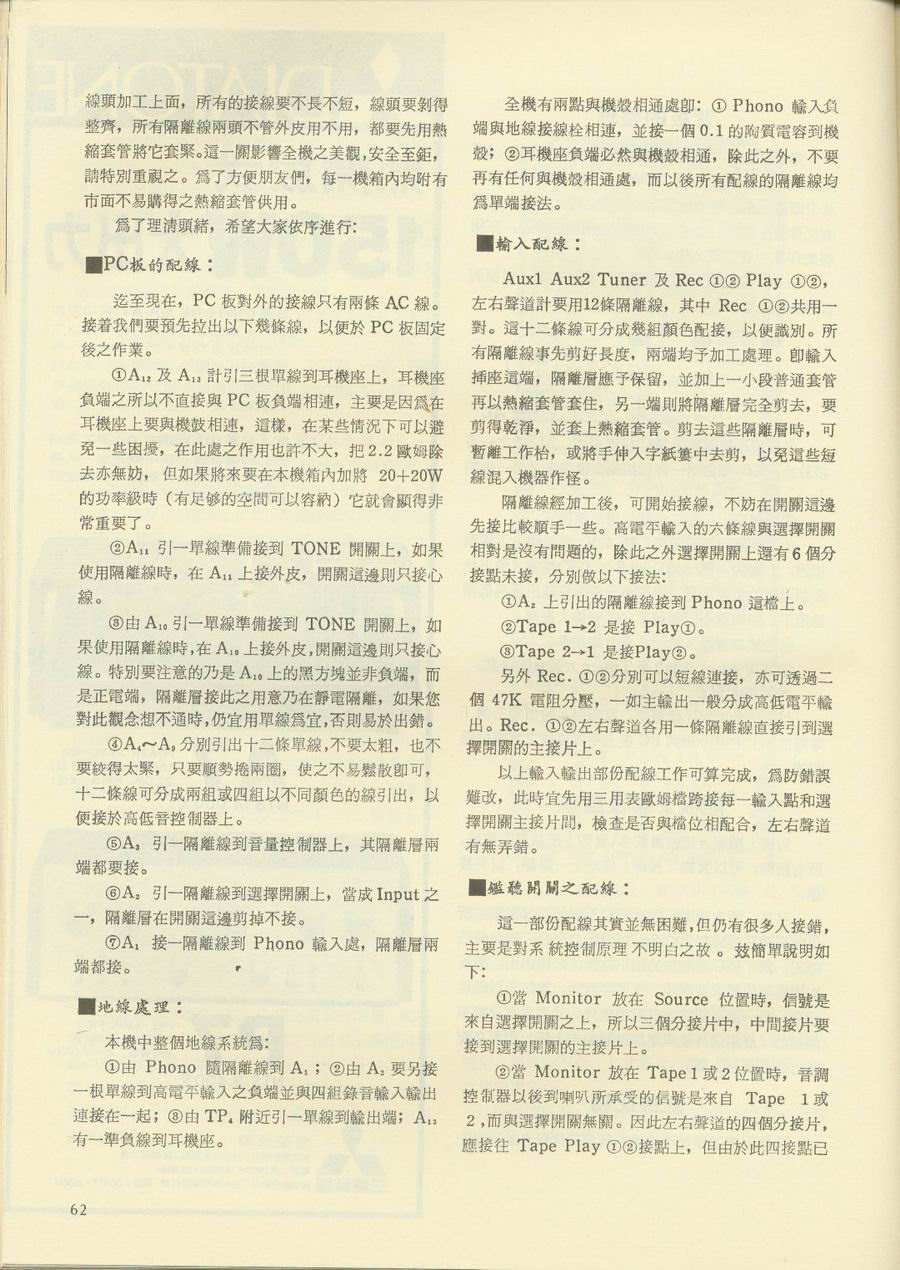 線頭加工上面，所有的接線要不長不短，線頭要剝得
整齊，所有隔離線兩頭不管外皮用不用，都要先用熱
縮套管將它套緊。這一關影響全機之美觀,安全至鉅，
請特別重視之。爲了方便朋友們，每一機箱內均附有
市面不易購得之熱縮套管供用。
爲了理淸頭緖，希望大家依序進行：
■PC板的配線：
迄至現在，PC 板對外的接線只有兩條 AC 線。
接着我們要預先拉出以下幾條線，以便於 PC 板固定
後之作業。
①A₁₂ 及 A₁₃ 計引三根單線到耳機座上，耳機座
負端之所以不直接與 PC 板負端相連，主要是因爲在
耳機座上要與機殼相連，這樣，在某些情況下可以避
免一些困擾，在此處之作用也許不大，把 2.2 歐姆除
去亦無妨，但如果將來要在本機箱內加將 20+20W
的功率級時（有足够的空間可以容納）它就會顯得非
常重要了。
②A₁₁ 引一單線準備接到 TONE 開關上，如果
使用隔離線時，在 A₁₁ 上接外皮，開關這邊則只接心
線。
③由 A₁₀ 引一單線準備接到 TONE 開關上，如
果使用隔離線時,在 A₁₀ 上接外皮,開關這邊則只接心
線。特別要注意的乃是 A₁₀ 上的黑方塊並非負端，而
是正電端，隔離層接此之用意乃在靜電隔離，如果您
對此觀念想不通時,仍宜用單線爲宜,否則易於出錯。
④A₄～A₉ 分別引出十二條單線,不要太粗，也不
要絞得太緊，只要順勢捲兩圈，使之不易鬆散卽可，
十二條線可分成兩組或四組以不同顏色的線引出，以
便接於高低音控制器上。
⑤A₃ 引一隔離線到音量控制器上，其隔離層兩
端都要接。
⑥A₂ 引一隔離線到選擇開關上，當成 Input 之
一，隔離層在開關這邊剪掉不接。
⑦A₁ 接一隔離線到 Phono 輸入處，隔離層兩
端都接。
■地線處理：
本機中整個地線系統爲：
①由 Phono 隨隔離線到 A₁；②由 A₂ 要另接
一根單線到高電平輸入之負端並與四組錄音輸入輸出
連接在一起；③由 TP₄ 附近引一單線到輸出端；A₁₃
有一準負線到耳機座。
全機有兩點與機殼相通處卽：① Phono 輸入負
端與地線接線栓相連，並接一個 0.1 的陶質電容到機
殼；②耳機座負端必然與機殼相通，除此之外，不要
再有任何與機殼相通處，而以後所有配線的隔離線均
爲單端接法。
■輸入配線：
Aux1 Aux2 Tuner 及 Rec ①② Play ①②，
左右聲道計要用12條隔離線，其中 Rec ①②共用一
對。這十二條線可分成幾組顏色配接，以便識別。所
有隔離線事先剪好長度，兩端均予加工處理。卽輸入
揷座這端，隔離層應予保留，並加上一小段普通套管
再以熱縮套管套住，另一端則將隔離層完全剪去，要
剪得乾淨，並套上熱縮套管。剪去這些隔離層時，可
暫離工作枱，或將手伸入字紙簍中去剪，以免這些短
線混入機器作怪。
隔離線經加工後，可開始接線，不妨在開關這邊
先接比較順手一些。高電平輸入的六條線與選擇開關
相對是沒有問題的，除此之外選擇開關上還有 6 個分
接點未接，分別做以下接法：
①A₂ 上引出的隔離線接到 Phono 這檔上。
②Tape 1→2 是接 Play①。
③Tape 2→1 是接Play②。
另外 Rec. ①②分別可以短線連接，亦可透過二
個 47K 電阻分壓，一如主輸出一般分成高低電平輸
出。Rec. ①②左右聲道各用一條隔離線直接引到選
擇開關的主接片上。
以上輸入輸出部份配線工作可算完成，爲防錯誤
難改，此時宜先用三用表歐姆檔跨接每一輸入點和選
擇開關主接片間，檢查是否與檔位相配合，左右聲道
有無弄錯。
■鑑聽開關之配線：
這一部份配線其實並無困難,但仍有很多人接錯，
主要是對系 統控制原理 不明白之故 。茲簡單說明如
下：
①當 Monitor 放在 Source 位置時，信號是
來自選擇開關之上，所以三個分接片中，中間接片要
接到選擇開關的主接片上。
②當 Monitor 放在 Tape 1 或 2 位置時，音調
控制器以後到喇叭所承受的信號是來自 Tape 1 或
2 ,而與選擇開關無關。因此左右聲道的四個分接片，
應接往 Tape Play ①②接點上，但由於此四接點已
62